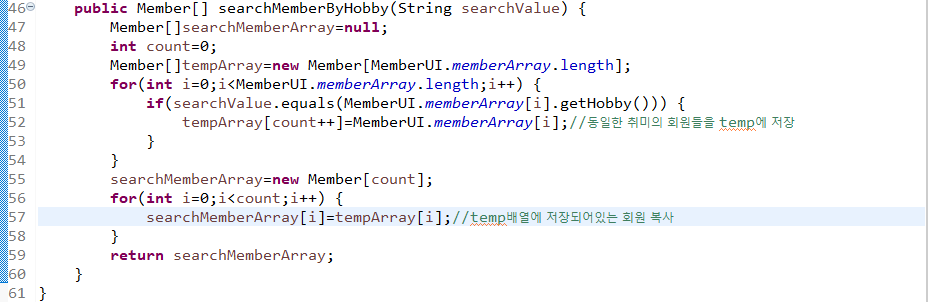 46 public Member[] searchMemberByHobby(String searchValue) {
47 Member[]searchMemberArray=null;
48 int count=0;
49 Member[]tempArray=new Member[MemberUI.memberArray.length];
50 for(int i=0;i<MemberUI.memberArray.length;i++) {
51 if(searchValue.equals(MemberUI.memberArray[i].getHobby())) {
52 tempArray[count++]=MemberUI.memberArray[i];//동일한 취미의 회원들을 temp에 저장
53 }
54 }
55 searchMemberArray=new Member[count];
56 for(int i=0;i<count;i++) {
57 searchMemberArray[i]=tempArray[i];//temp배열에 저장되어있는 회원 복사
58 }
59 return searchMemberArray;
60 }
61 }